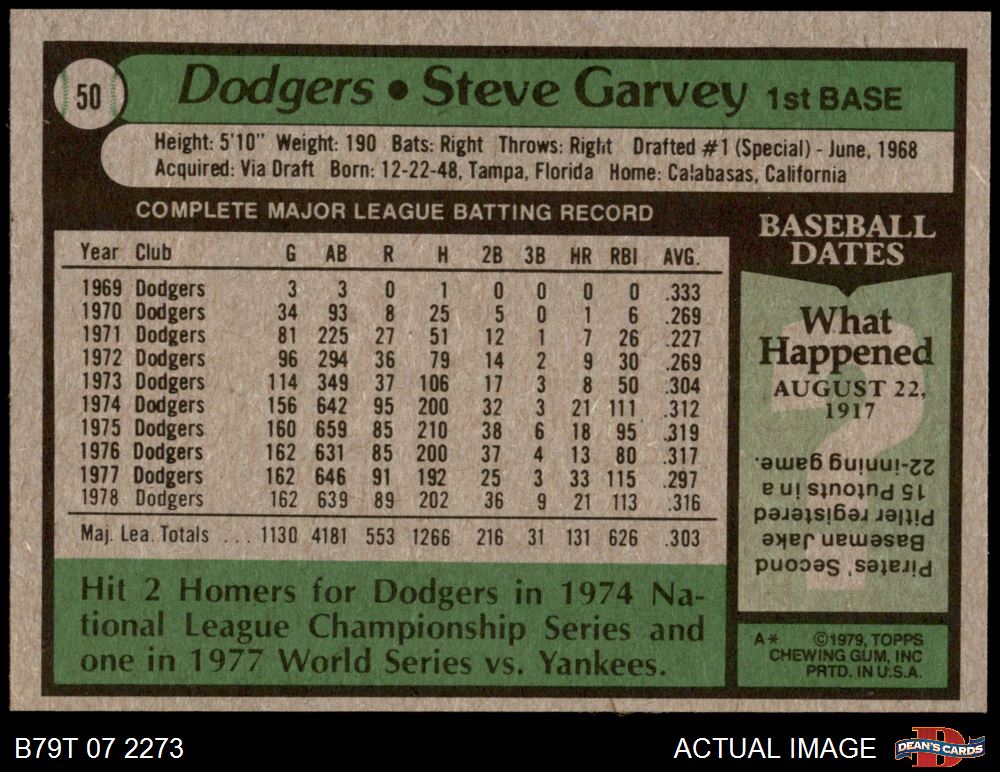 50
Dodgers • Steve Garvey 1st BASE
Height: 5'10" Weight: 190 Bats: Right Throws: Right Drafted #1 (Special) - June, 1968
Acquired: Via Draft Born: 12-22-48, Tampa, Florida Home: Calabasas, California
COMPLETE MAJOR LEAGUE BATTING RECORD
Year Club G AB R H 2B 3B HR RBI AVG.
1969 Dodgers 3 3 0 1 0 0 0 0 .333
1970 Dodgers 34 93 8 25 5 0 1 6 .269
1971 Dodgers 81 225 27 51 12 1 7 26 .227
1972 Dodgers 96 294 36 79 14 2 9 30 .269
1973 Dodgers 114 349 37 106 17 3 8 50 .304
1974 Dodgers 156 642 95 200 32 3 21 111 .312
1975 Dodgers 160 659 85 210 38 6 18 95 .319
1976 Dodgers 162 631 85 200 37 4 13 80 .317
1977 Dodgers 162 646 91 192 25 3 33 115 .297
1978 Dodgers 162 639 89 202 36 9 21 113 .316
Maj. Lea. Totals ... 1130 4181 553 1266 216 31 131 626 .303
Hit 2 Homers for Dodgers in 1974 Na-
tional League Championship Series and
one in 1977 World Series vs. Yankees.
BASEBALL
DATES
What
Happened
AUGUST 22,
1917
Pirates' Second
Baseman Jake
Pitler registered
15 Putouts in a
22-inning game.
A* ©1979, TOPPS
CHEWING GUM, INC
PRTD. IN U.S.A.
B79T 07 2273
ACTUAL IMAGE
DEAN'S CARDS